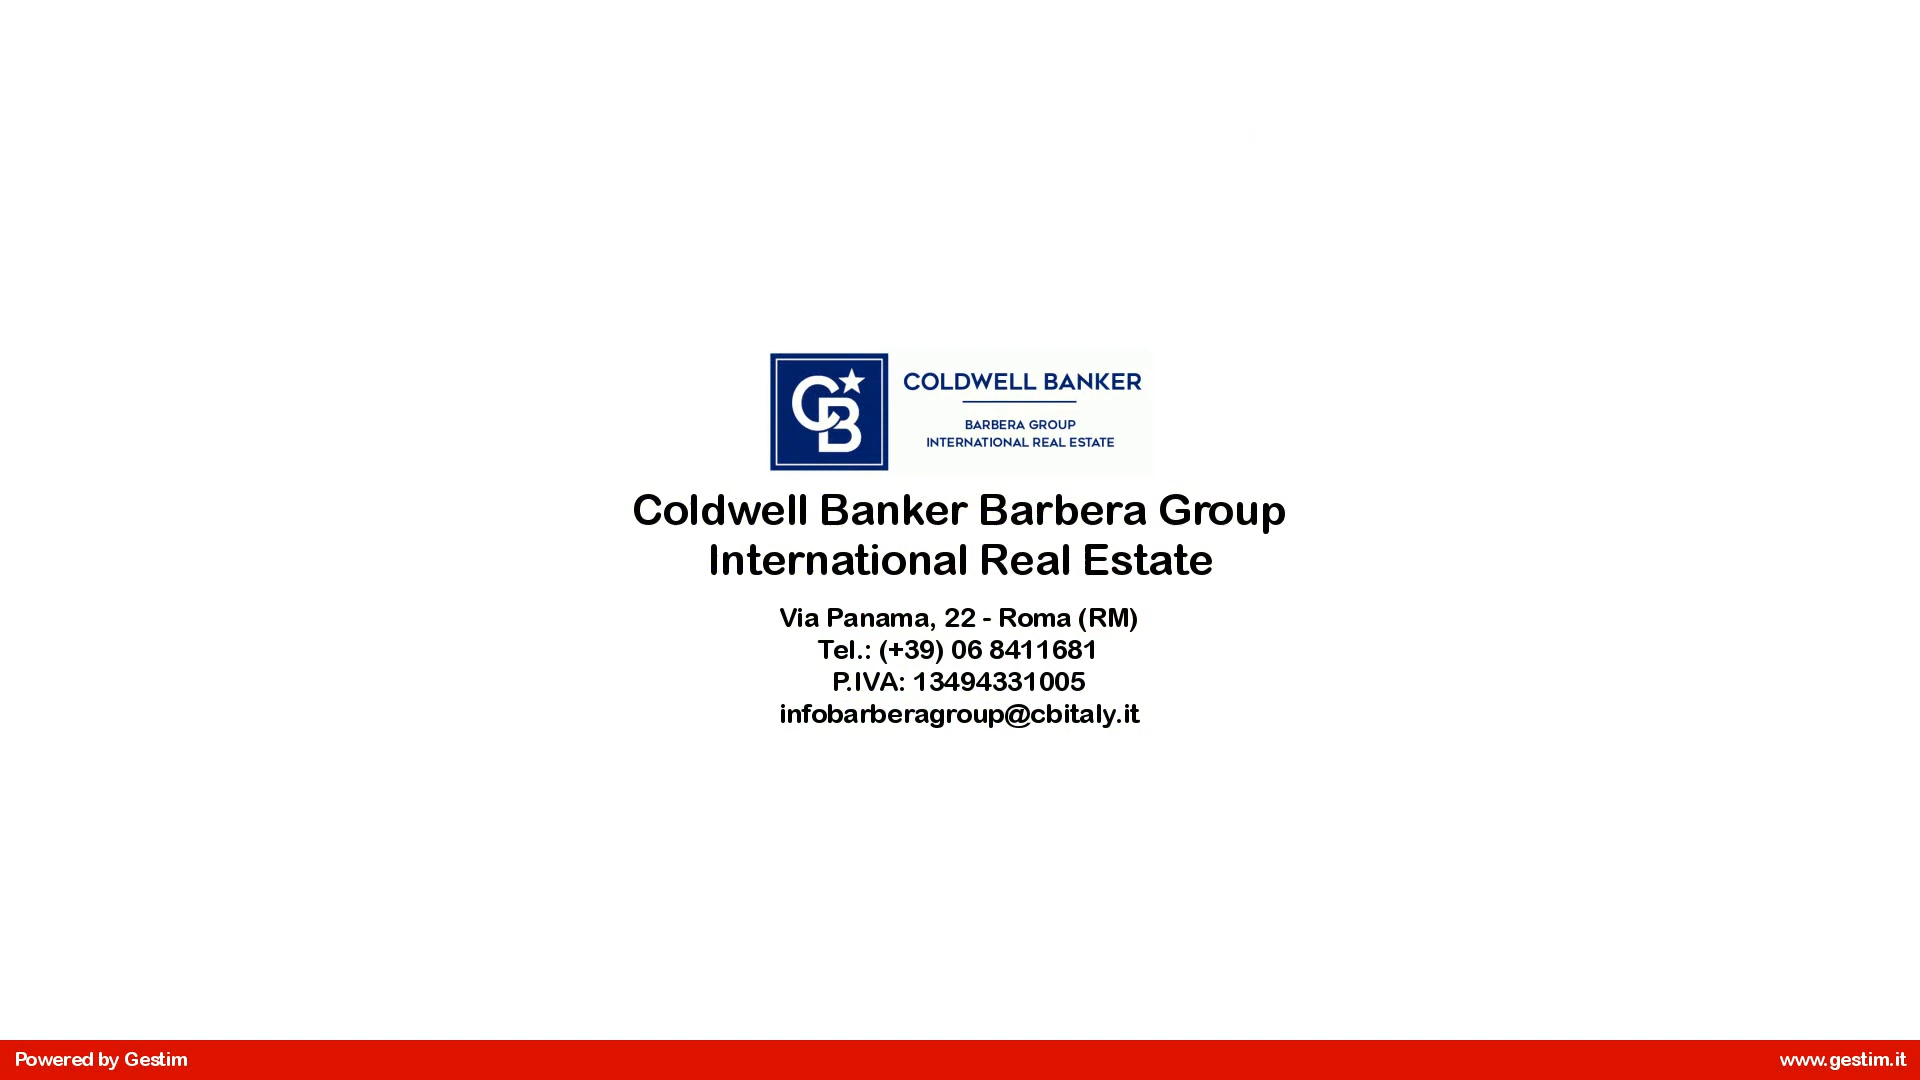 CB
COLDWELL BANKER
BARBERA GROUP
INTERNATIONAL REAL ESTATE
Coldwell Banker Barbera Group
International Real Estate
Via Panama, 22 - Roma (RM)
Tel.: (+39) 06 8411681
P.IVA: 13494331005
infobarberagroup@cbitaly.it
Powered by Gestim
www.gestim.it